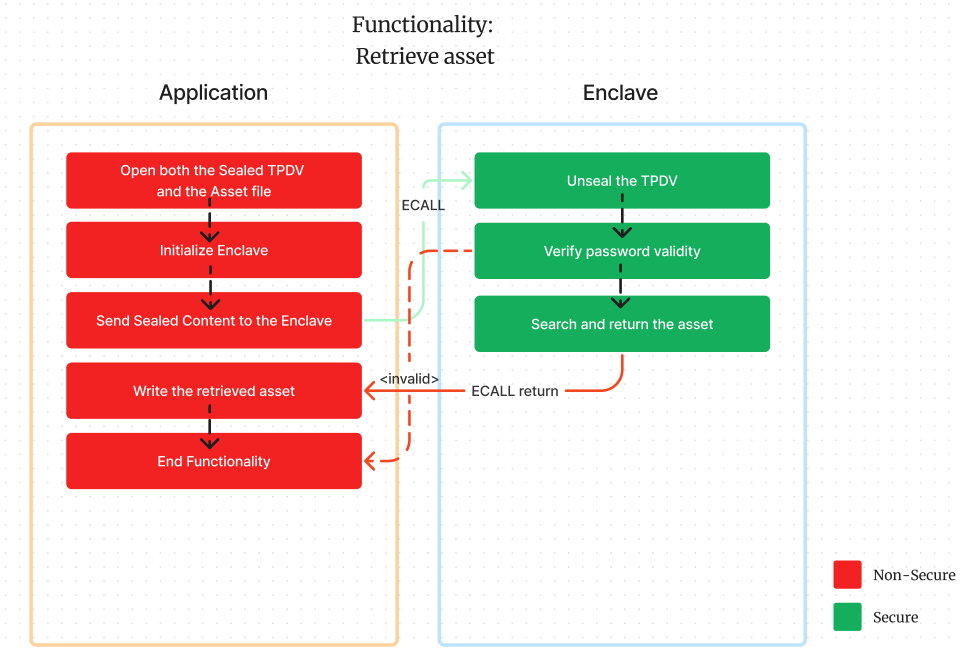 Functionality:
Retrieve asset
Application
Enclave
Open both the Sealed TPDV
and the Asset file
Initialize Enclave
Send Sealed Content to the Enclave
Write the retrieved asset
End Functionality
ECALL
<invalid>
ECALL return
Unseal the TPDV
Verify password validity
Search and return the asset
Non-Secure
Secure